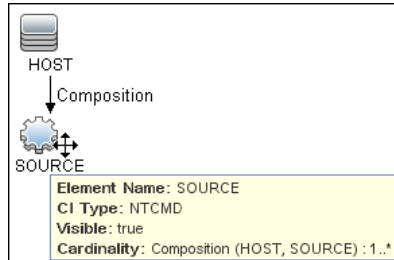 HOST
Composition
SOURCE
Element Name: SOURCE
CI Type: NTCMD
Visible: true
Cardinality: Composition (HOST, SOURCE) : 1..*